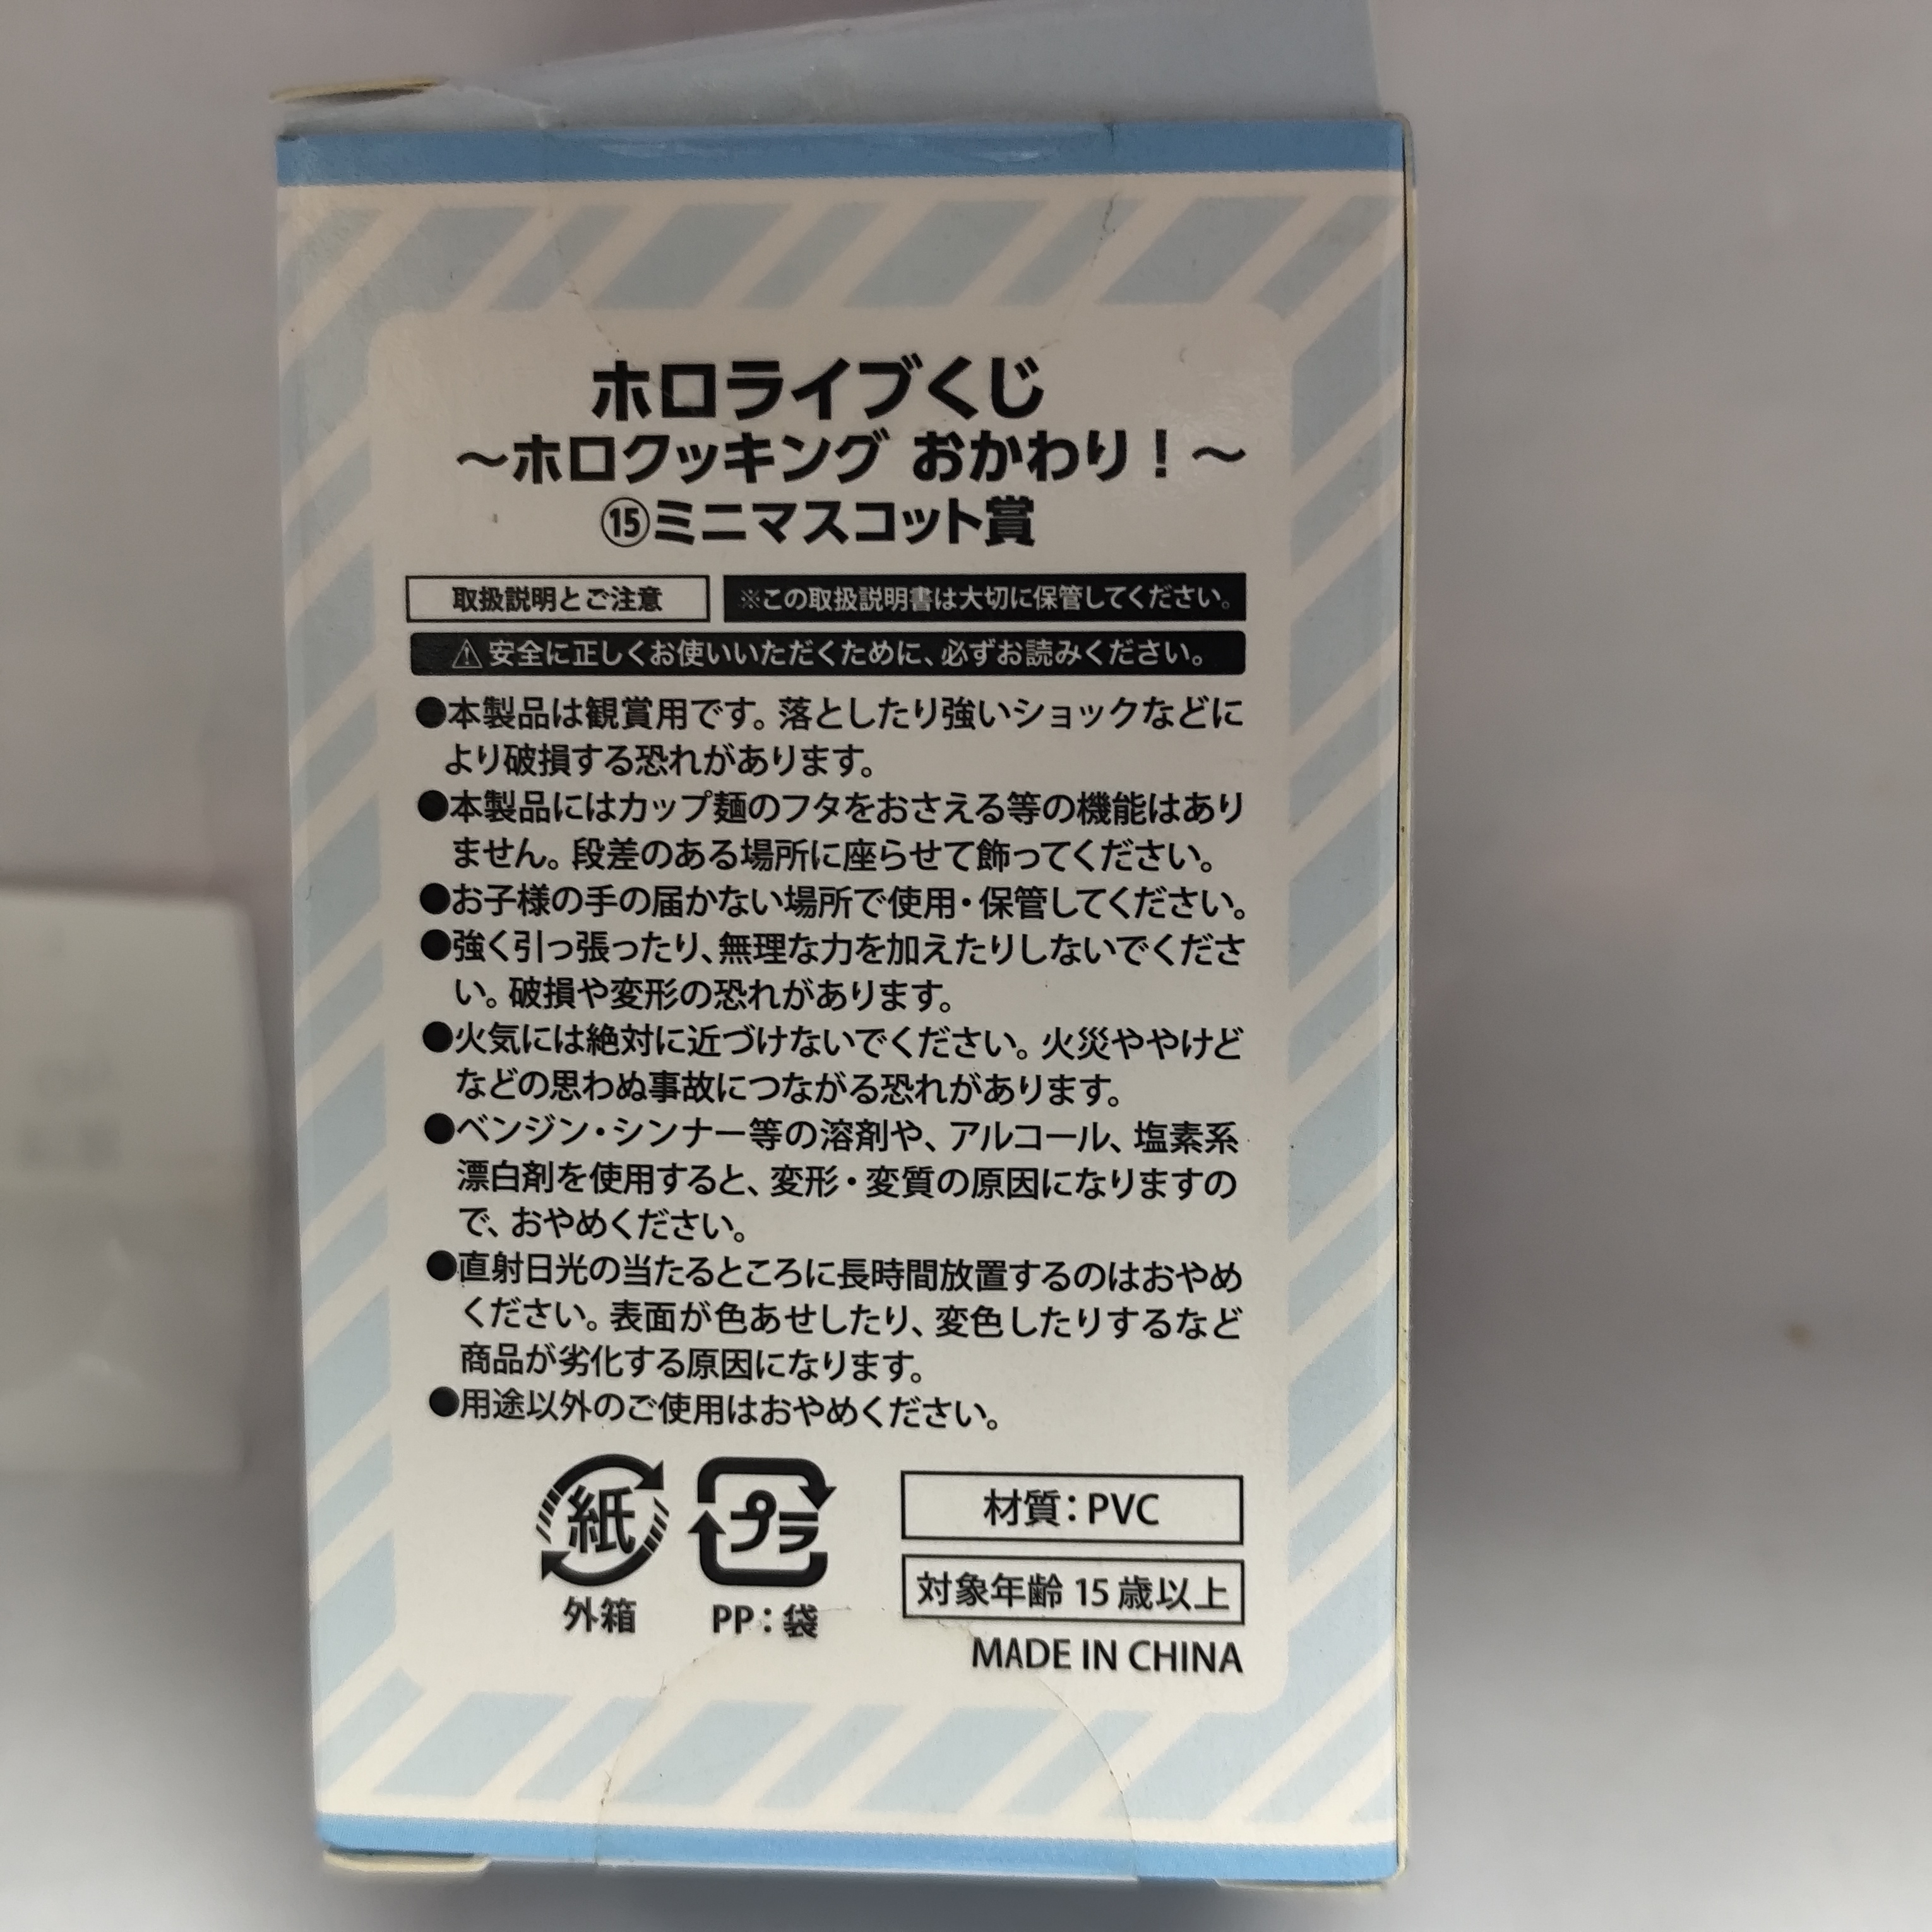 ホロライブくじ
～ホロクッキング おかわり！～
⑮ミニマスコット賞
取扱説明とご注意
※この取扱説明書は大切に保管してください。
⚠安全に正しくお使いいただくために、必ずお読みください。
●本製品は観賞用です。落としたり強いショックなどに
より破損する恐れがあります。
●本製品にはカップ麺のフタをおさえる等の機能はあり
ません。段差のある場所に座らせて飾ってください。
●お子様の手の届かない場所で使用・保管してください。
●強く引っ張ったり、無理な力を加えたりしないでくださ
い。破損や変形の恐れがあります。
●火気には絶対に近づけないでください。火災ややけど
などの思わぬ事故につながる恐れがあります。
●ベンジン・シンナー等の溶剤や、アルコール、塩素系
漂白剤を使用すると、変形・変質の原因になりますの
で、おやめください。
●直射日光の当たるところに長時間放置するのはおやめ
ください。表面が色あせしたり、変色したりするなど
商品が劣化する原因になります。
●用途以外のご使用はおやめください。
紙
外箱
プラ
PP：袋
材質：PVC
対象年齢 15 歳以上
MADE IN CHINA